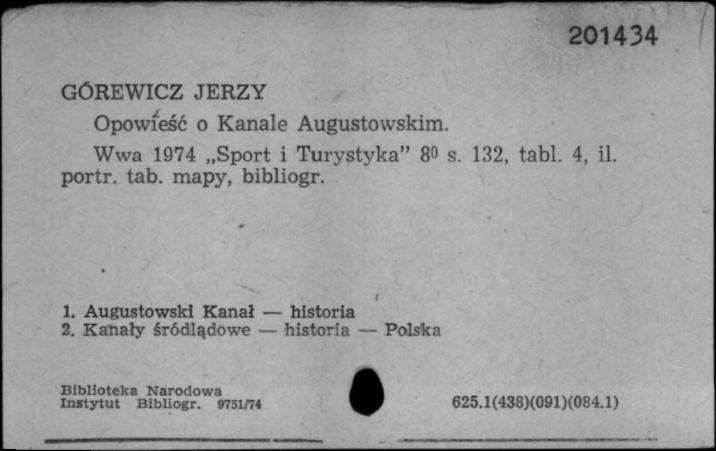 201434
GÓREWICZ JERZY
Opowieść o Kanale Augustowskim.
Wwa 1974 „Sport i Turystyka” 8⁰ s. 132, tabl. 4, il.
portr. tab. mapy, bibliogr.
1. Augustowski Kanał — historia
2. Kanały śródlądowe — historia — Polska
Biblioteka Narodowa
Instytut Bibliogr. 9751/74
625.1(438)(091)(084.1)